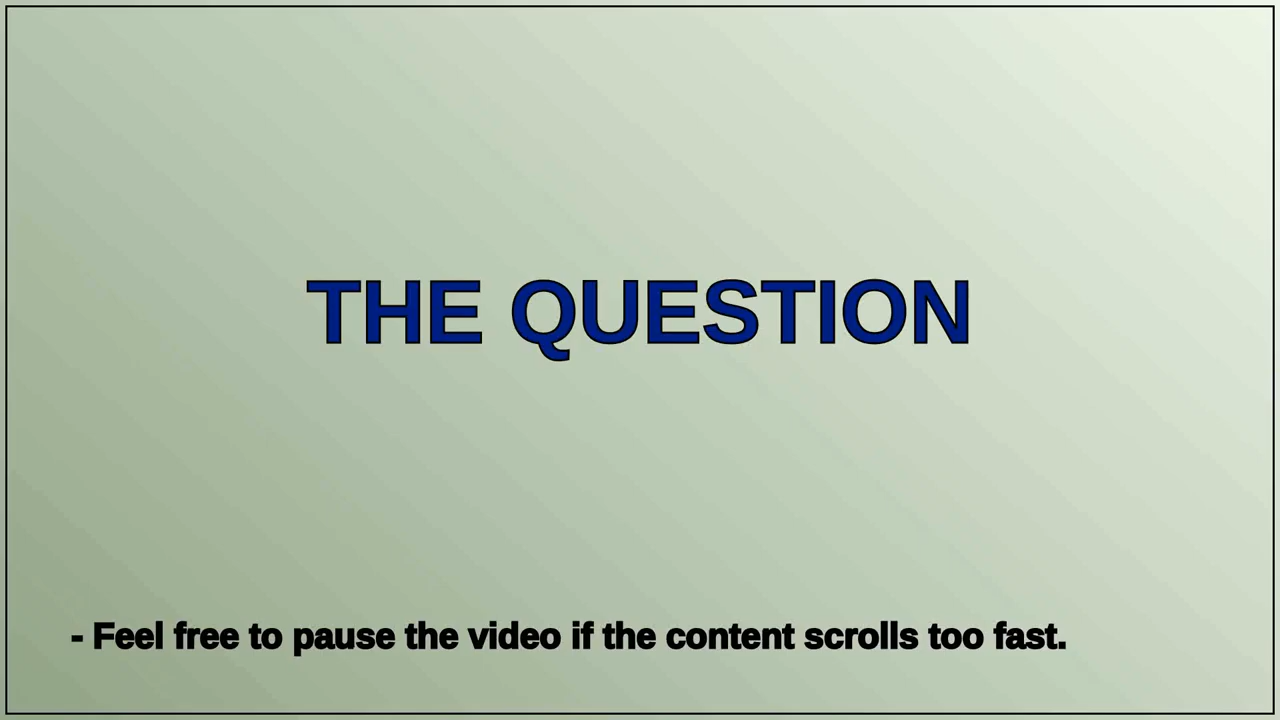 THE QUESTION
- Feel free to pause the video if the content scrolls too fast.